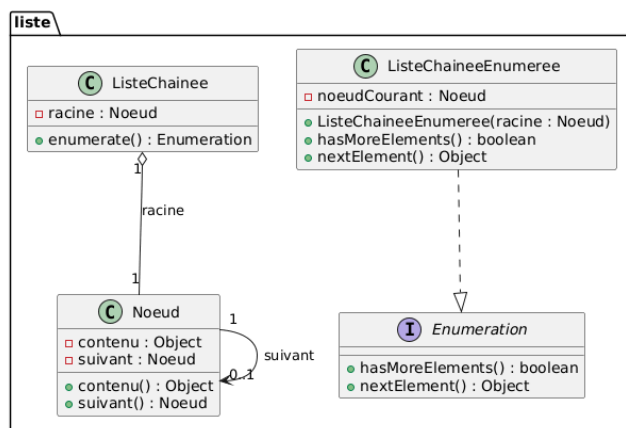 liste
C ListeChainee
racine : Noeud
enumerate() : Enumeration
1
racine
1
C ListeChaineeEnumeree
noeudCourant : Noeud
ListeChaineeEnumeree(racine : Noeud)
hasMoreElements() : boolean
nextElement() : Object
C Noeud
contenu : Object
suivant : Noeud
contenu() : Object
suivant() : Noeud
1
suivant
0..1
I Enumeration
hasMoreElements() : boolean
nextElement() : Object